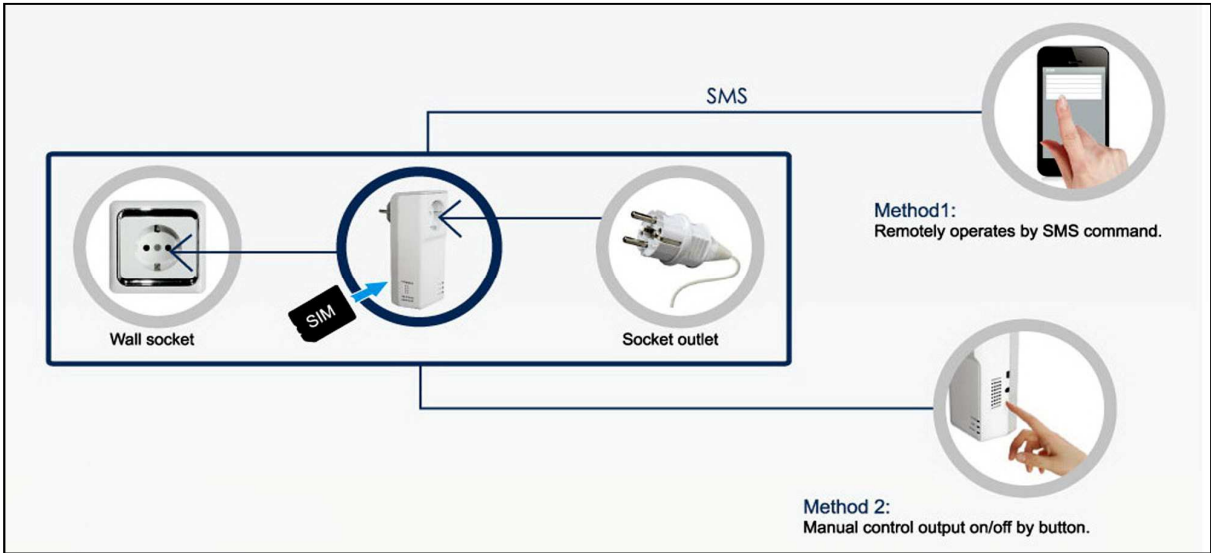 SMS
Method1:
Remotely operates by SMS command.
SIM
Wall socket
Socket outlet
Method 2:
Manual control output on/off by button.